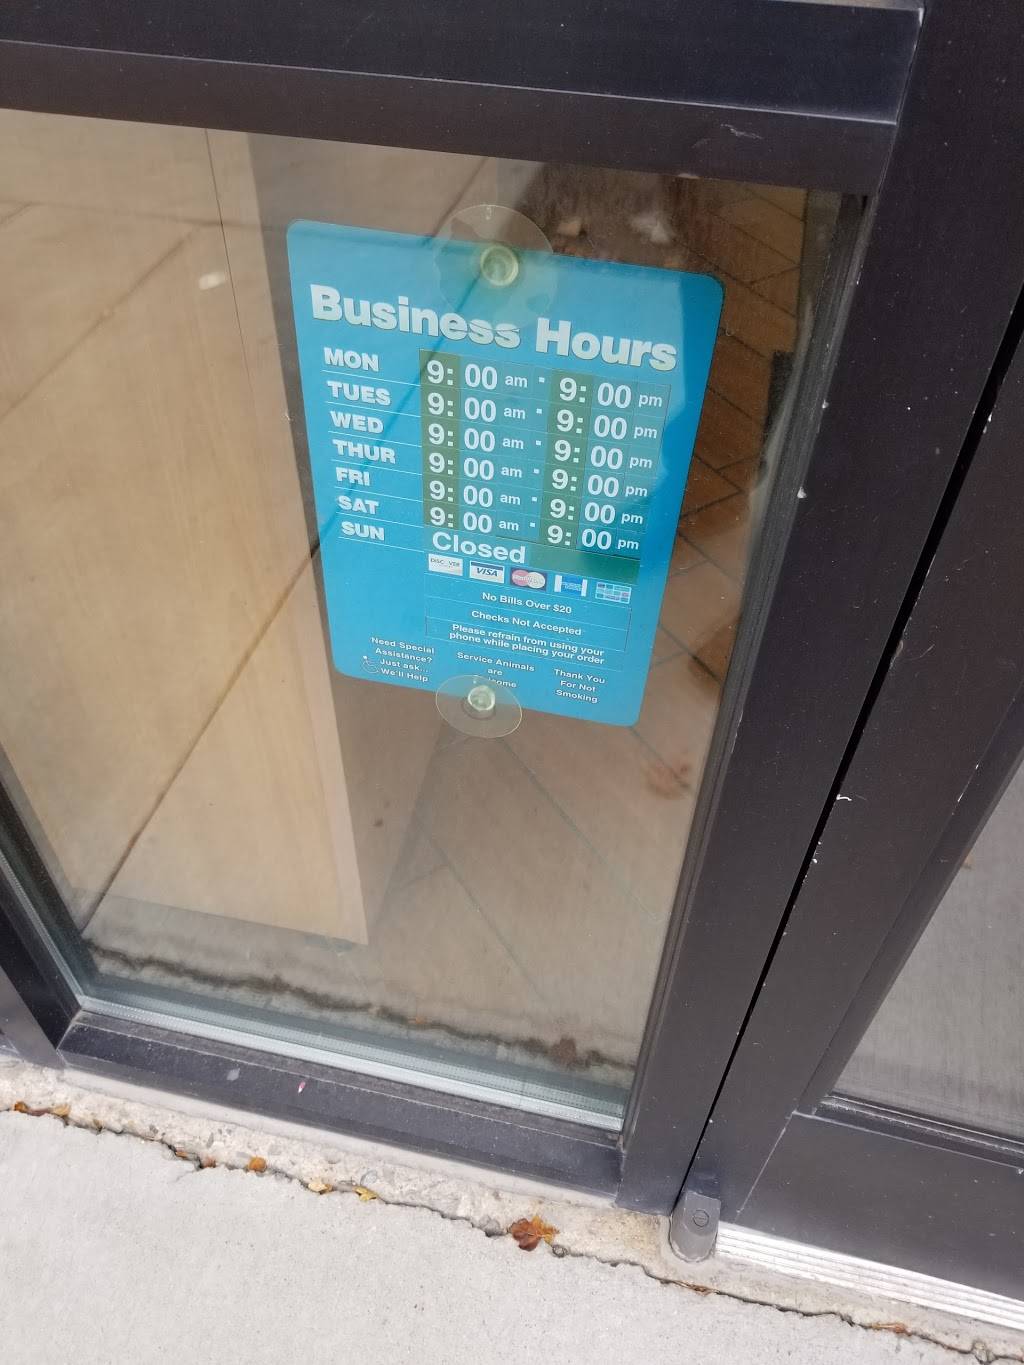 Business Hours
MON 9:00 am - 9:00 pm
TUES 9:00 am - 9:00 pm
WED 9:00 am - 9:00 pm
THUR 9:00 am - 9:00 pm
FRI 9:00 am - 9:00 pm
SAT 9:00 am - 9:00 pm
SUN Closed
DISCOVER VISA
No Bills Over $20
Checks Not Accepted
Please refrain from using your
phone while placing your order
Need Special
Assistance?
Just ask...
We'll Help
Service Animals
are
Thank You
For Not
Smoking